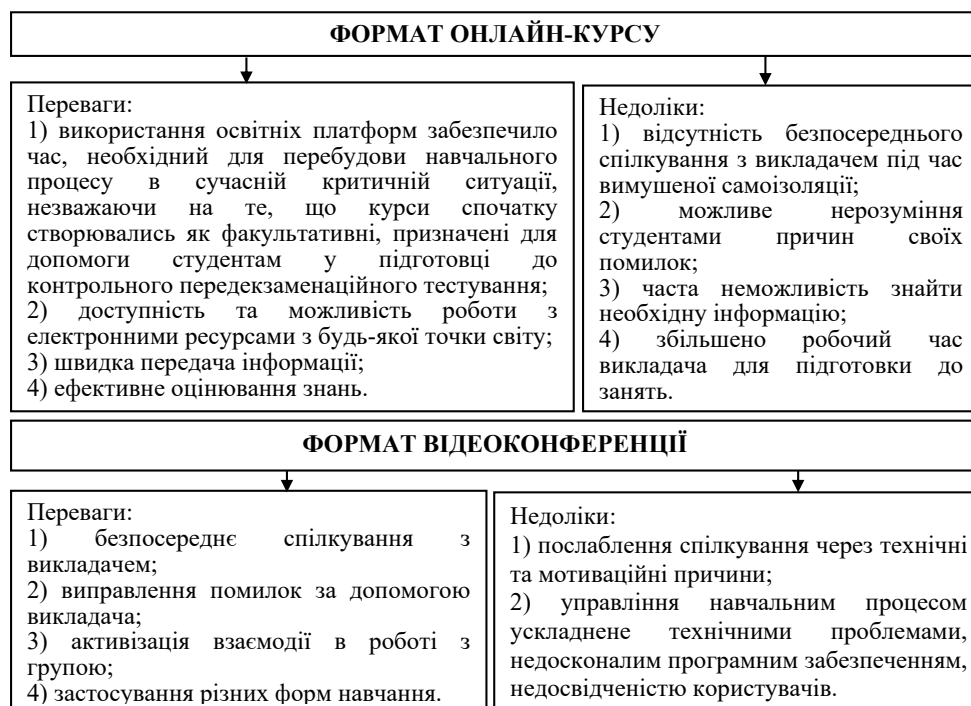 ФОРМАТ ОНЛАЙН-КУРСУ
Переваги:
1) використання освітніх платформ забезпечило
час, необхідний для перебудови навчального
процесу в сучасній критичній ситуації,
незважаючи на те, що курси спочатку
створювались як факультативні, призначені для
допомоги студентам у підготовці до
контрольного передекзаменаційного тестування;
2) доступність та можливість роботи з
електронними ресурсами з будь-якої точки світу;
3) швидка передача інформації;
4) ефективне оцінювання знань.
Недоліки:
1) відсутність безпосереднього
спілкування з викладачем під час
вимушеної самоізоляції;
2) можливе нерозуміння
студентами причин своїх
помилок;
3) часта неможливість знайти
необхідну інформацію;
4) збільшено робочий час
викладача для підготовки до
занять.
ФОРМАТ ВІДЕОКОНФЕРЕНЦІЇ
Переваги:
1) безпосереднє спілкування з
викладачем;
2) виправлення помилок за допомогою
викладача;
3) активізація взаємодії в роботі з
групою;
4) застосування різних форм навчання.
Недоліки:
1) послаблення спілкування через технічні
та мотиваційні причини;
2) управління навчальним процесом
ускладнене технічними проблемами,
недосконалим програмним забезпеченням,
недосвідченістю користувачів.